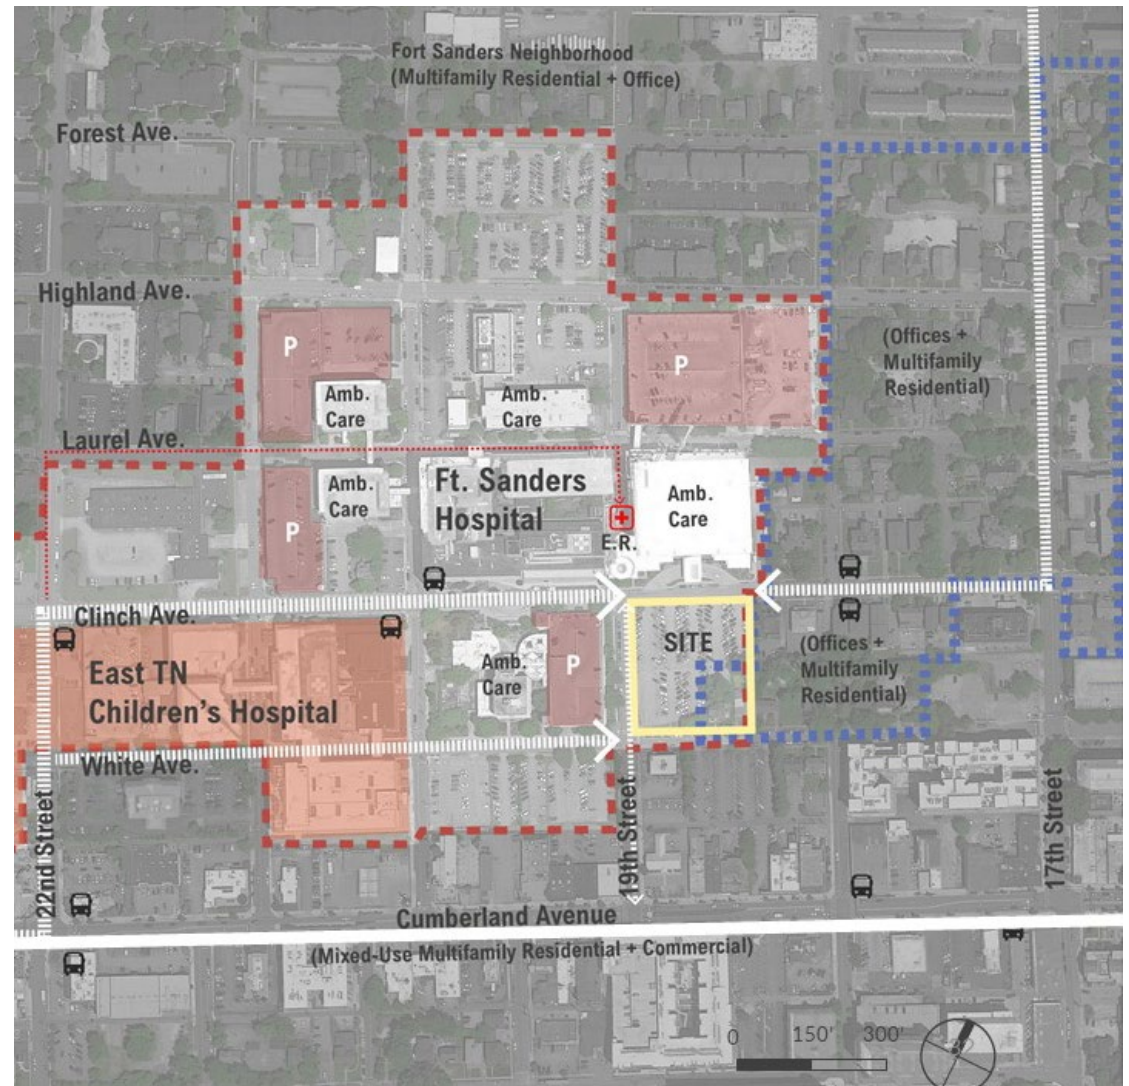 Fort Sanders Neighborhood
(Multifamily Residential + Office)
Forest Ave.
Highland Ave.
(Offices +
Multifamily
Residential)
P
P
Amb.
Care
Amb.
Care
Laurel Ave.
Ft. Sanders
Hospital
Amb.
Care
Amb.
Care
P
E.R.
Clinch Ave.
SITE
(Offices +
Multifamily
Residential)
East TN
Children's Hospital
Amb.
Care
P
White Ave.
22nd Street
19th Street
17th Street
Cumberland Avenue
(Mixed-Use Multifamily Residential + Commercial)
0 150' 300'